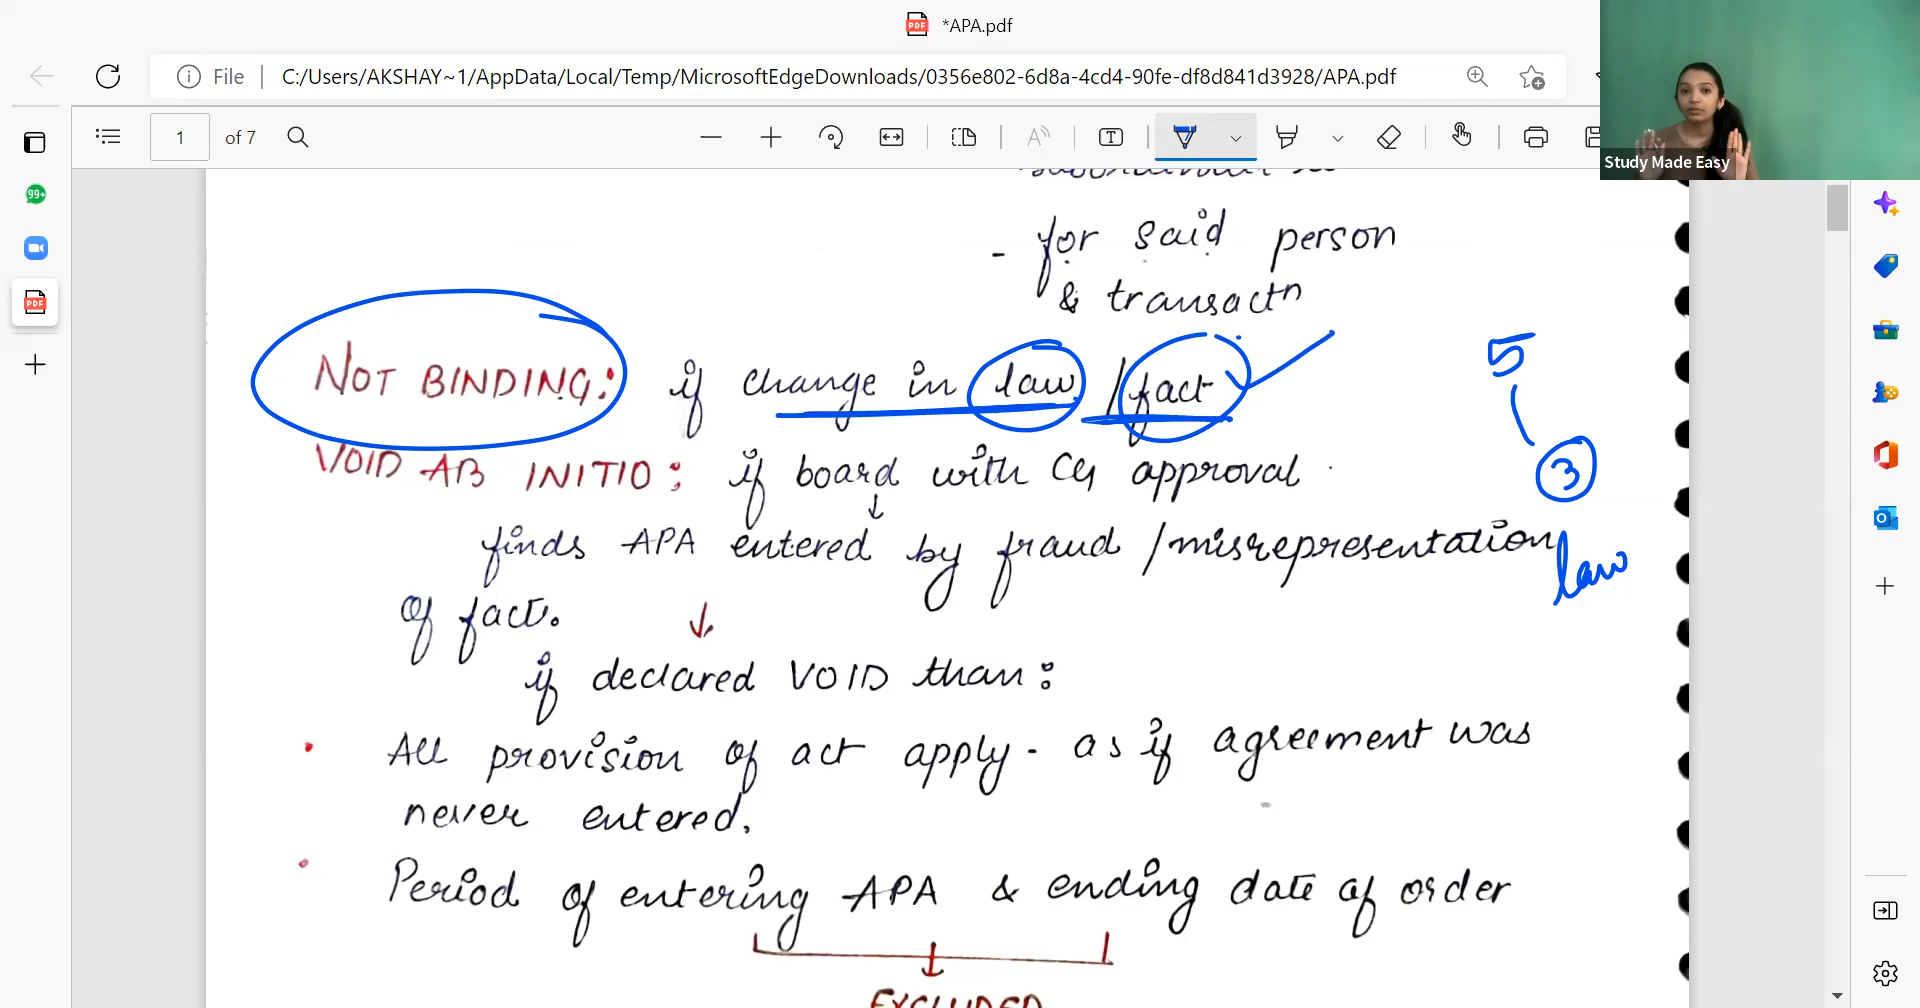 *APA.pdf
File
C:/Users/AKSHAY~1/AppData/Local/Temp/MicrosoftEdgeDownloads/0356e802-6d8a-4cd4-90fe-df8d841d3928/APA.pdf
1 of 7
Study Made Easy
99+
- for said person
& transactn
NOT BINDING: if change in law / fact
5
3
law
VOID AB INITIO: if board with CG approval
finds APA entered by fraud / misrepresentation
of fact.
if declared VOID than:
• All provision of act apply - as if agreement was
never entered.
• Period of entering APA & ending date of order
EXCLUDED